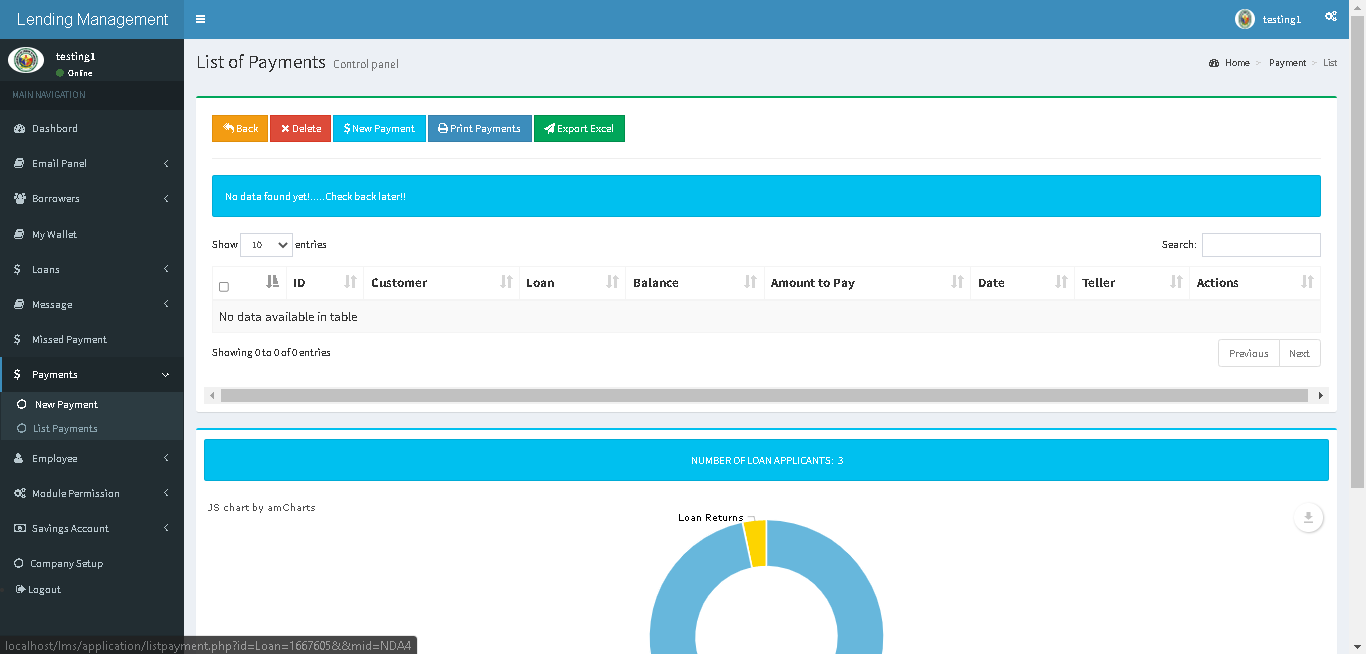 Lending Management
testing1
testing1
Online
MAIN NAVIGATION
Dashbord
Email Panel
Borrowers
My Wallet
Loans
Message
Missed Payment
Payments
New Payment
List Payments
Employee
Module Permission
Savings Account
Company Setup
Logout
List of Payments Control panel
Home > Payment > List
Back Delete New Payment Print Payments Export Excel
No data found yet!.....Check back later!!
Show 10 entries Search:
ID Customer Loan Balance Amount to Pay Date Teller Actions
No data available in table
Showing 0 to 0 of 0 entries Previous Next
NUMBER OF LOAN APPLICANTS: 3
JS chart by amCharts
Loan Returns
localhost/lms/application/listpayment.php?id=Loan=1667605&&mid=NDA4